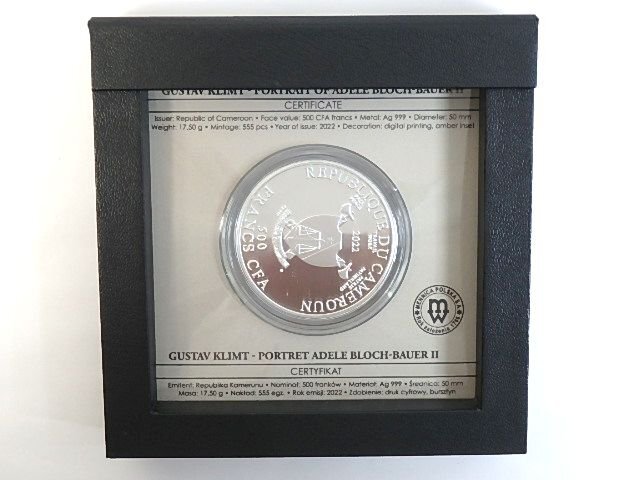 GUSTAV KLIMT - PORTRAIT OF ADELE BLOCH-BAUER II
CERTIFICATE
Issuer: Republic of Cameroon • Face value: 500 CFA francs • Metal: Ag 999 • Diameter: 50 mm
Weight: 17,50 g • Mintage: 555 pcs • Year of issue: 2022 • Decoration: digital printing, amber inset
REPUBLIQUE DU CAMEROUN
2022
500
FRANCS CFA
MENNICA POLSKA S.A.
Rok założenia 1766
GUSTAV KLIMT - PORTRET ADELE BLOCH-BAUER II
CERTYFIKAT
Emitent: Republika Kamerunu • Nominał: 500 franków • Materiał: Ag 999 • Średnica: 50 mm
Masa: 17,50 g • Nakład: 555 egz. • Rok emisji: 2022 • Zdobienie: druk cyfrowy, bursztyn